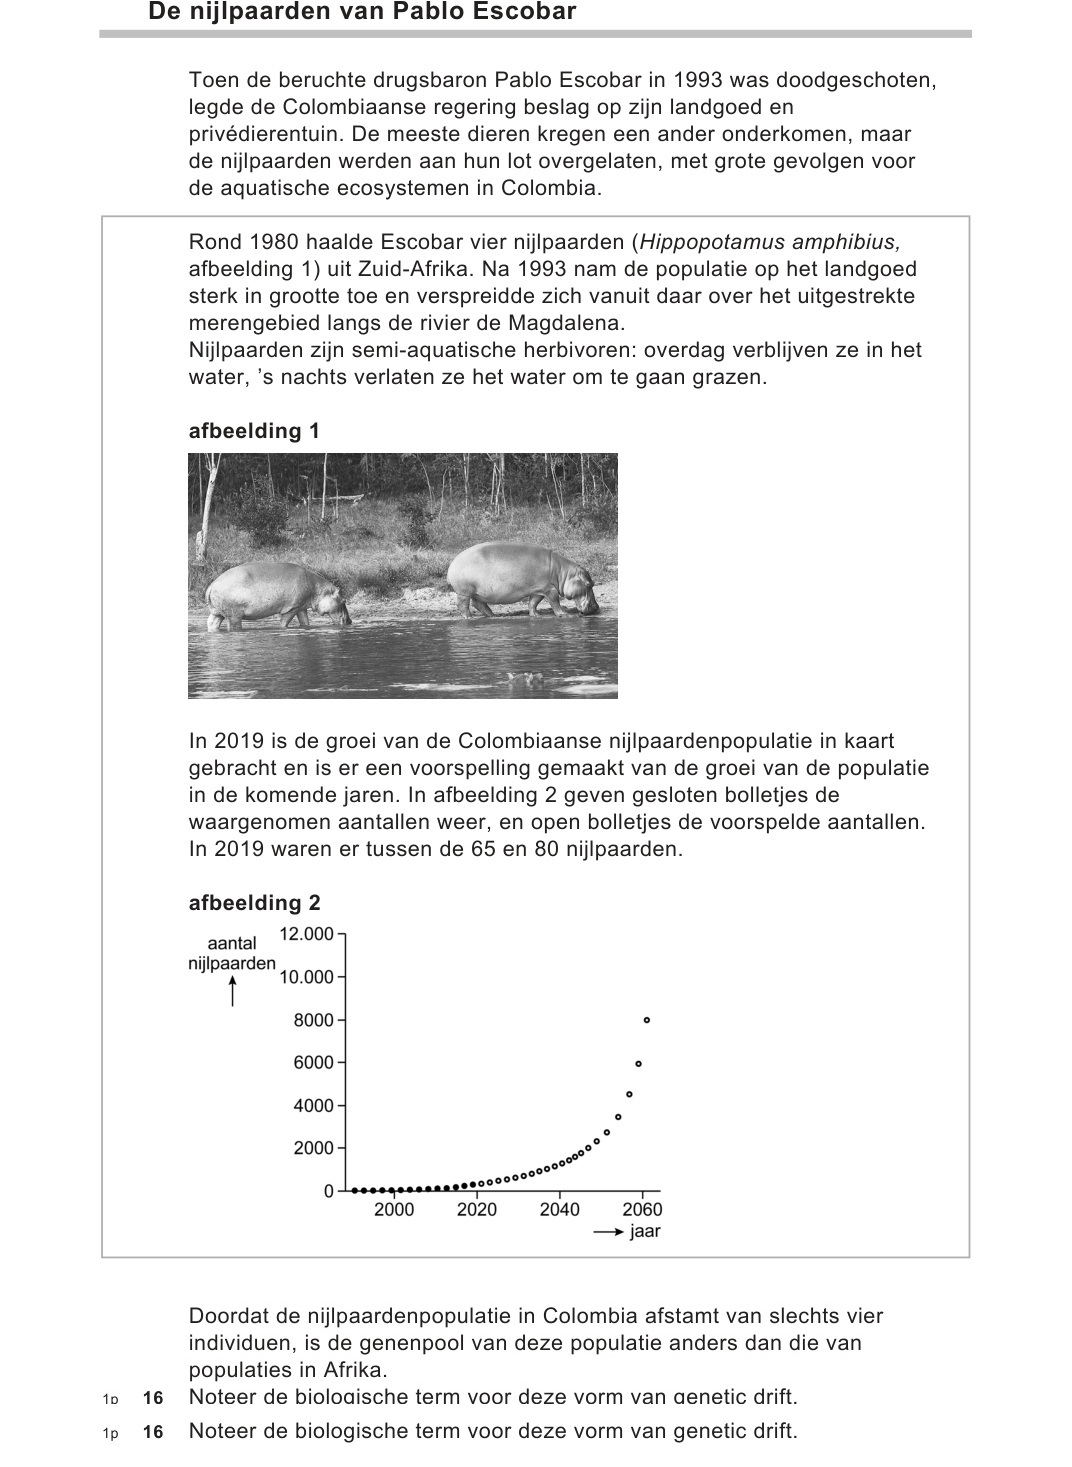 De nijlpaarden van Pablo Escobar
Toen de beruchte drugsbaron Pablo Escobar in 1993 was doodgeschoten,
legde de Colombiaanse regering beslag op zijn landgoed en
privédierentuin. De meeste dieren kregen een ander onderkomen, maar
de nijlpaarden werden aan hun lot overgelaten, met grote gevolgen voor
de aquatische ecosystemen in Colombia.
Rond 1980 haalde Escobar vier nijlpaarden (Hippopotamus amphibius,
afbeelding 1) uit Zuid-Afrika. Na 1993 nam de populatie op het landgoed
sterk in grootte toe en verspreidde zich vanuit daar over het uitgestrekte
merengebied langs de rivier de Magdalena.
Nijlpaarden zijn semi-aquatische herbivoren: overdag verblijven ze in het
water, ’s nachts verlaten ze het water om te gaan grazen.
afbeelding 1
In 2019 is de groei van de Colombiaanse nijlpaardenpopulatie in kaart
gebracht en is er een voorspelling gemaakt van de groei van de populatie
in de komende jaren. In afbeelding 2 geven gesloten bolletjes de
waargenomen aantallen weer, en open bolletjes de voorspelde aantallen.
In 2019 waren er tussen de 65 en 80 nijlpaarden.
afbeelding 2
aantal
nijlpaarden
12.000
10.000
8000
6000
4000
2000
0
2000 2020 2040 2060
jaar
Doordat de nijlpaardenpopulatie in Colombia afstamt van slechts vier
individuen, is de genenpool van deze populatie anders dan die van
populaties in Afrika.
1p 16 Noteer de biologische term voor deze vorm van genetic drift.
1p 16 Noteer de biologische term voor deze vorm van genetic drift.